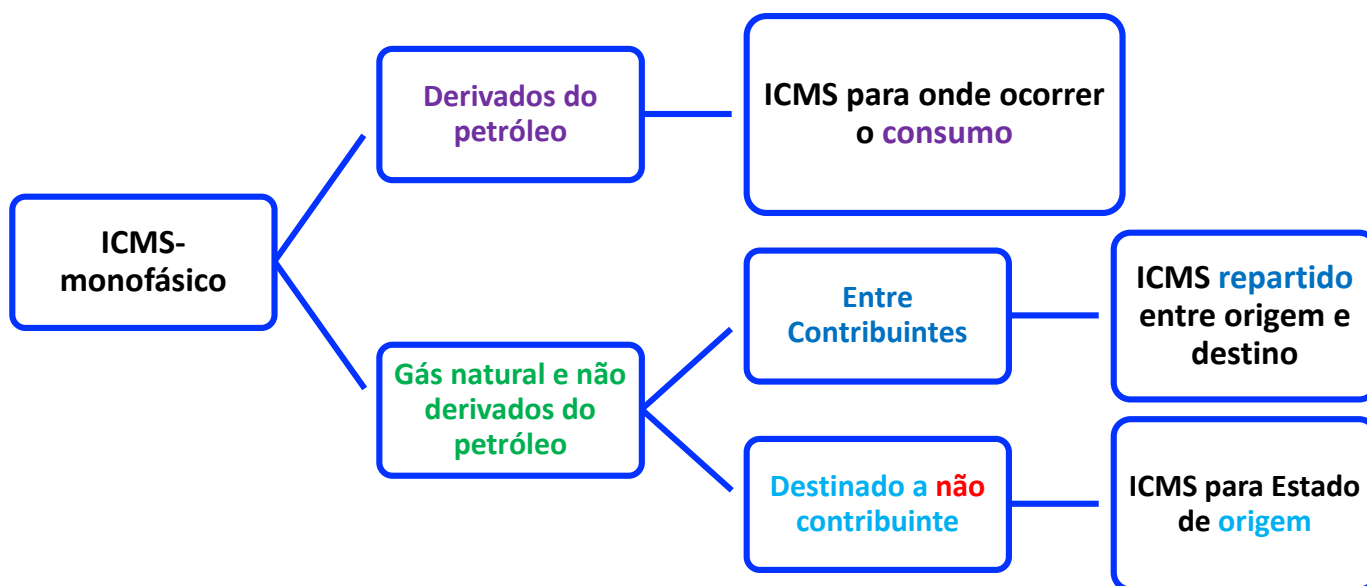 ICMS-
monofásico
Derivados do
petróleo
ICMS para onde ocorrer
o consumo
Gás natural e não
derivados do
petróleo
Entre
Contribuintes
ICMS repartido
entre origem e
destino
Destinado a não
contribuinte
ICMS para Estado
de origem